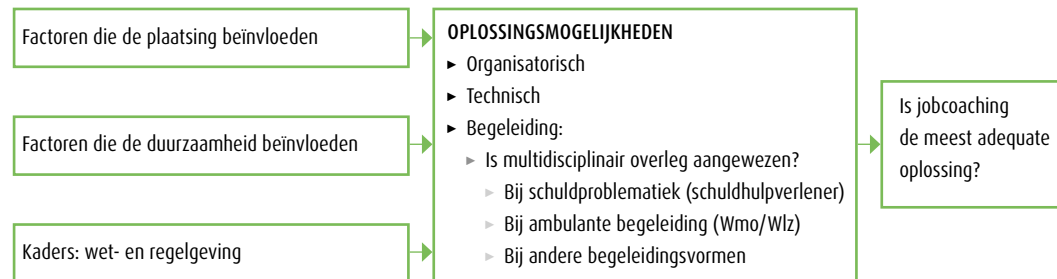 Factoren die de plaatsing beïnvloeden
Factoren die de duurzaamheid beïnvloeden
Kaders: wet- en regelgeving
OPLOSSINGSMOGELIJKHEDEN
► Organisatorisch
► Technisch
► Begeleiding:
► Is multidisciplinair overleg aangewezen?
► Bij schuldproblematiek (schuldhulpverlener)
► Bij ambulante begeleiding (Wmo/Wlz)
► Bij andere begeleidingsvormen
Is jobcoaching
de meest adequate
oplossing?